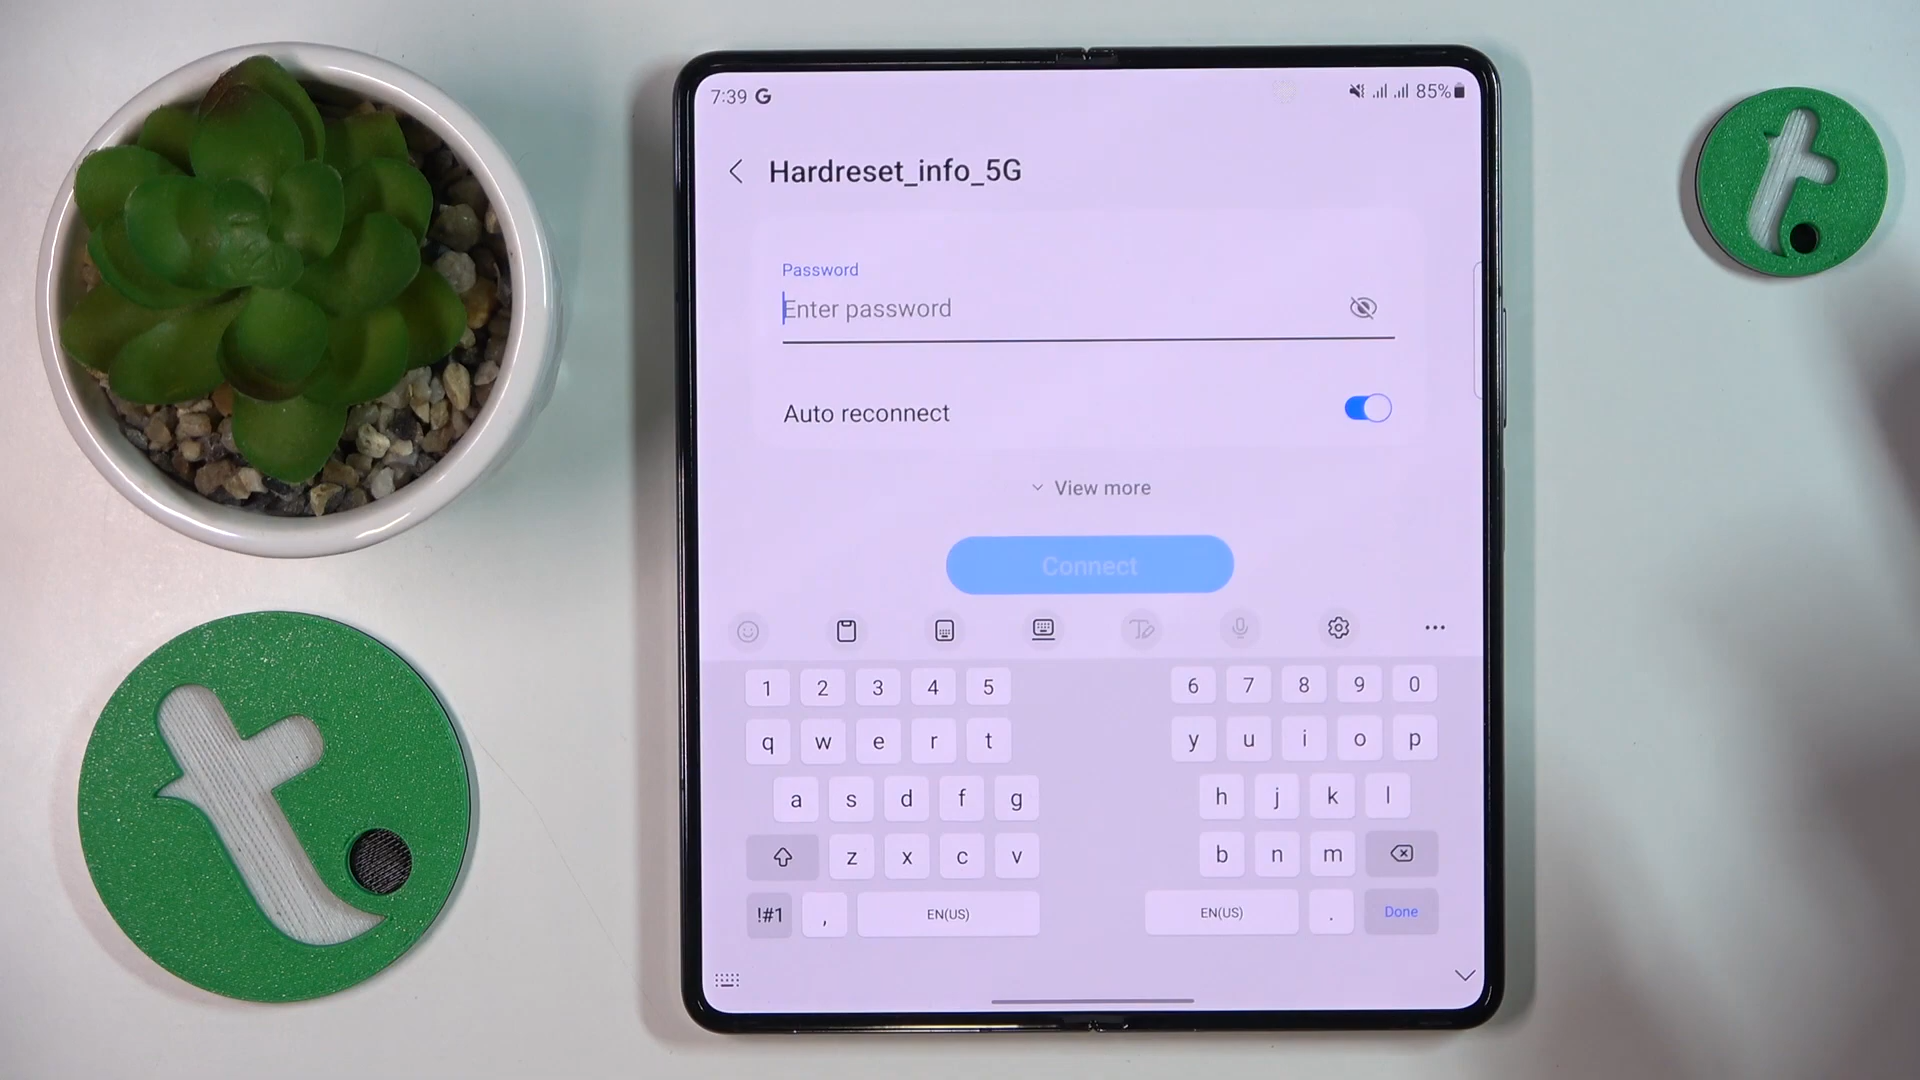 7:39 G 85%
Hardreset_info_5G
Password
Enter password
Auto reconnect
View more
Connect
1 2 3 4 5 6 7 8 9 0
q w e r t y u i o p
a s d f g h j k l
z x c v b n m
!#1 , EN(US) EN(US) . Done
t.
t.